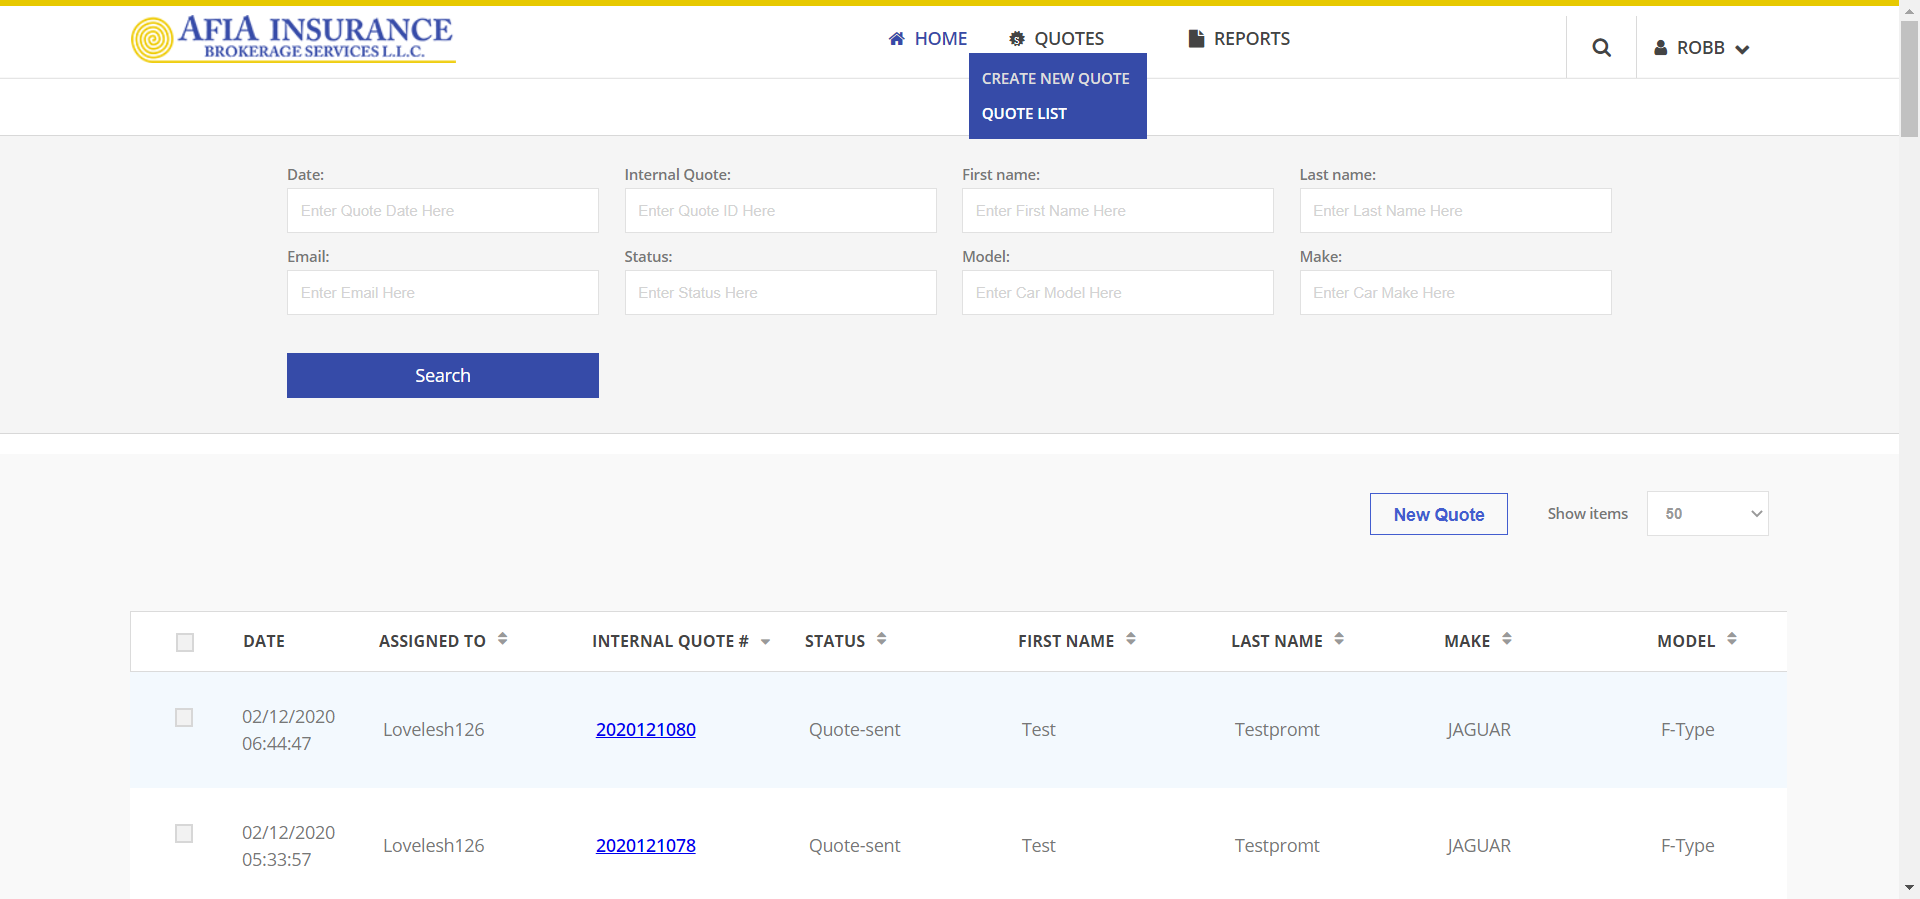 AFIA INSURANCE
BROKERAGE SERVICES L.L.C.
HOME
QUOTES
REPORTS
ROBB
CREATE NEW QUOTE
QUOTE LIST
Date:
Internal Quote:
First name:
Last name:
Enter Quote Date Here
Enter Quote ID Here
Enter First Name Here
Enter Last Name Here
Email:
Status:
Model:
Make:
Enter Email Here
Enter Status Here
Enter Car Model Here
Enter Car Make Here
Search
New Quote
Show items
50
DATE ASSIGNED TO INTERNAL QUOTE # STATUS FIRST NAME LAST NAME MAKE MODEL
02/12/2020
06:44:47
Lovelesh126 2020121080 Quote-sent Test Testpromt JAGUAR F-Type
02/12/2020
05:33:57
Lovelesh126 2020121078 Quote-sent Test Testpromt JAGUAR F-Type